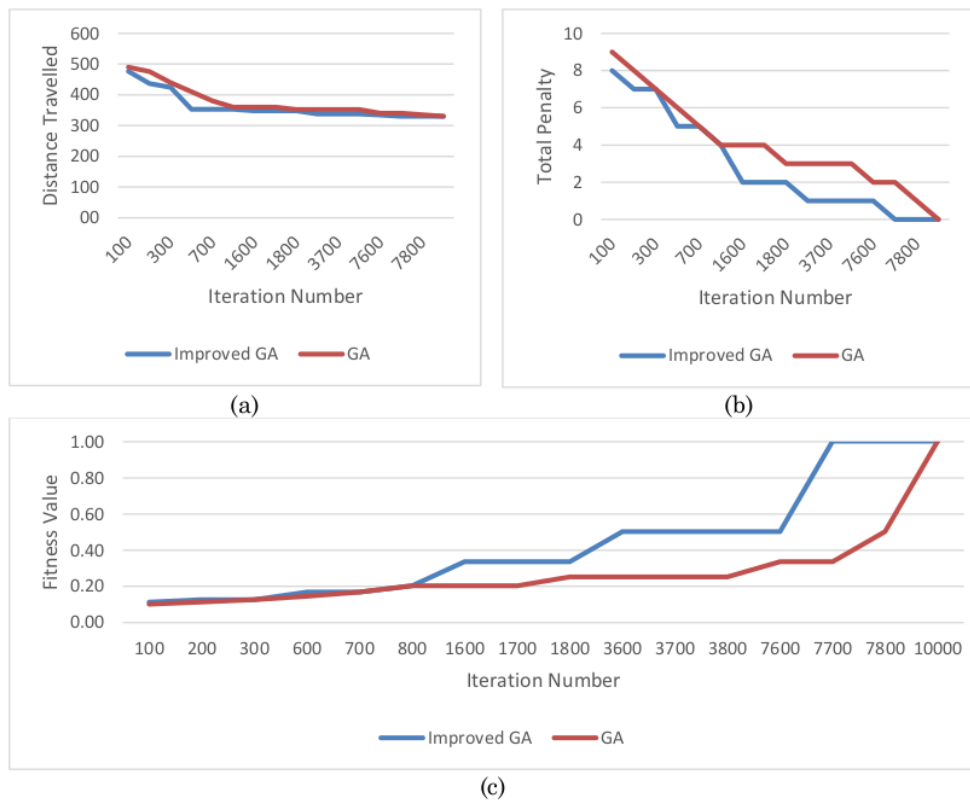 600
500
400
300
200
100
00
Distance Travelled
100 300 700 1600 1800 3700 7600 7800
Iteration Number
Improved GA GA
(a)
10
8
6
4
2
0
Total Penalty
100 300 700 1600 1800 3700 7600 7800
Iteration Number
Improved GA GA
(b)
1.00
0.80
0.60
0.40
0.20
0.00
Fitness Value
100 200 300 600 700 800 1600 1700 1800 3600 3700 3800 7600 7700 7800 10000
Iteration Number
Improved GA GA
(c)